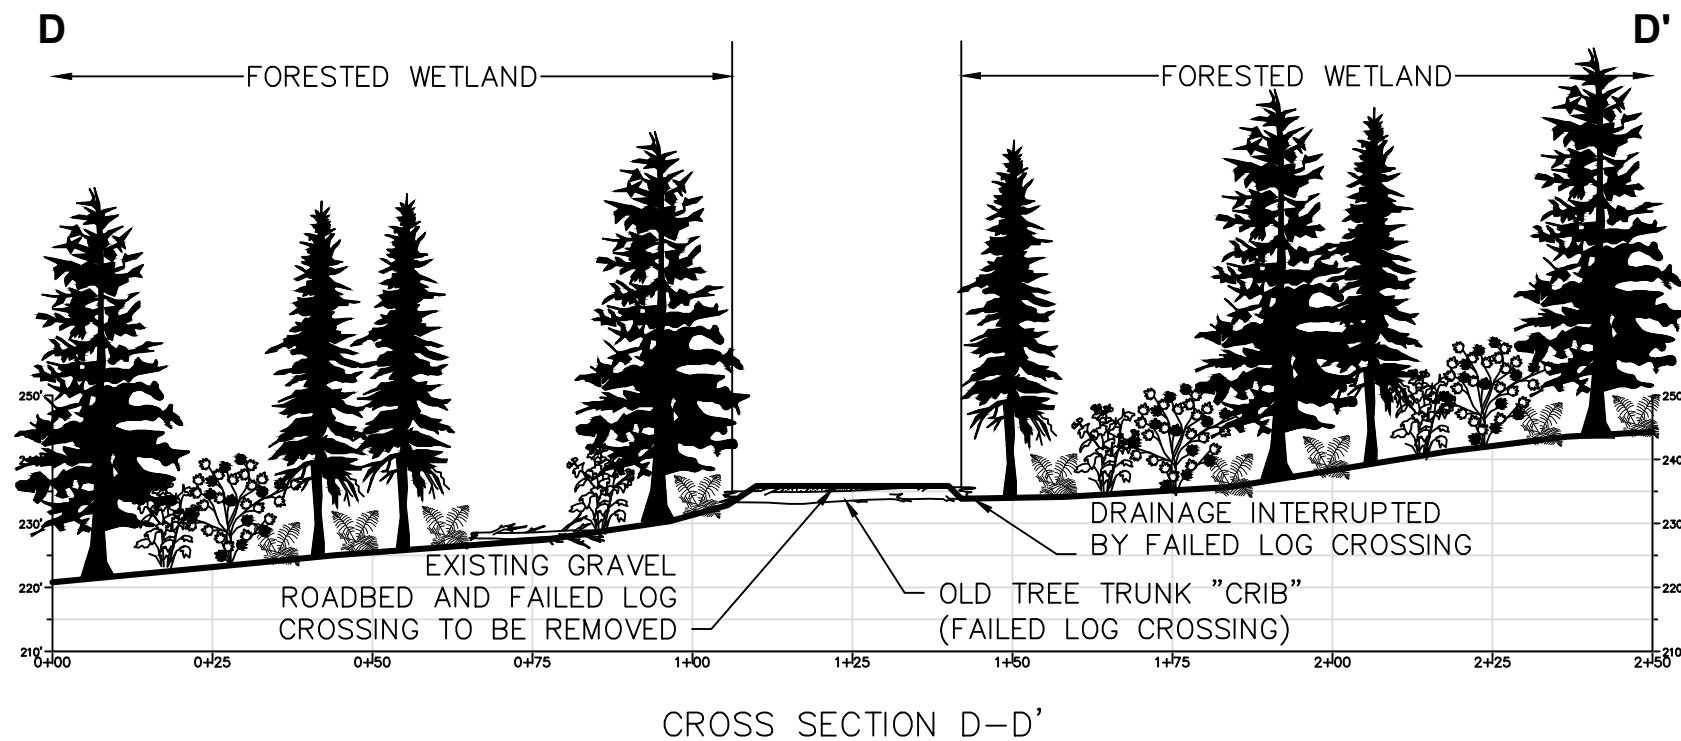 D
D'
FORESTED WETLAND
FORESTED WETLAND
250'
240'
230'
220'
210'
250
240
230
220
210
DRAINAGE INTERRUPTED
BY FAILED LOG CROSSING
EXISTING GRAVEL
ROADBED AND FAILED LOG
CROSSING TO BE REMOVED
OLD TREE TRUNK "CRIB"
(FAILED LOG CROSSING)
0+00 0+25 0+50 0+75 1+00 1+25 1+50 1+75 2+00 2+25 2+50
CROSS SECTION D-D'